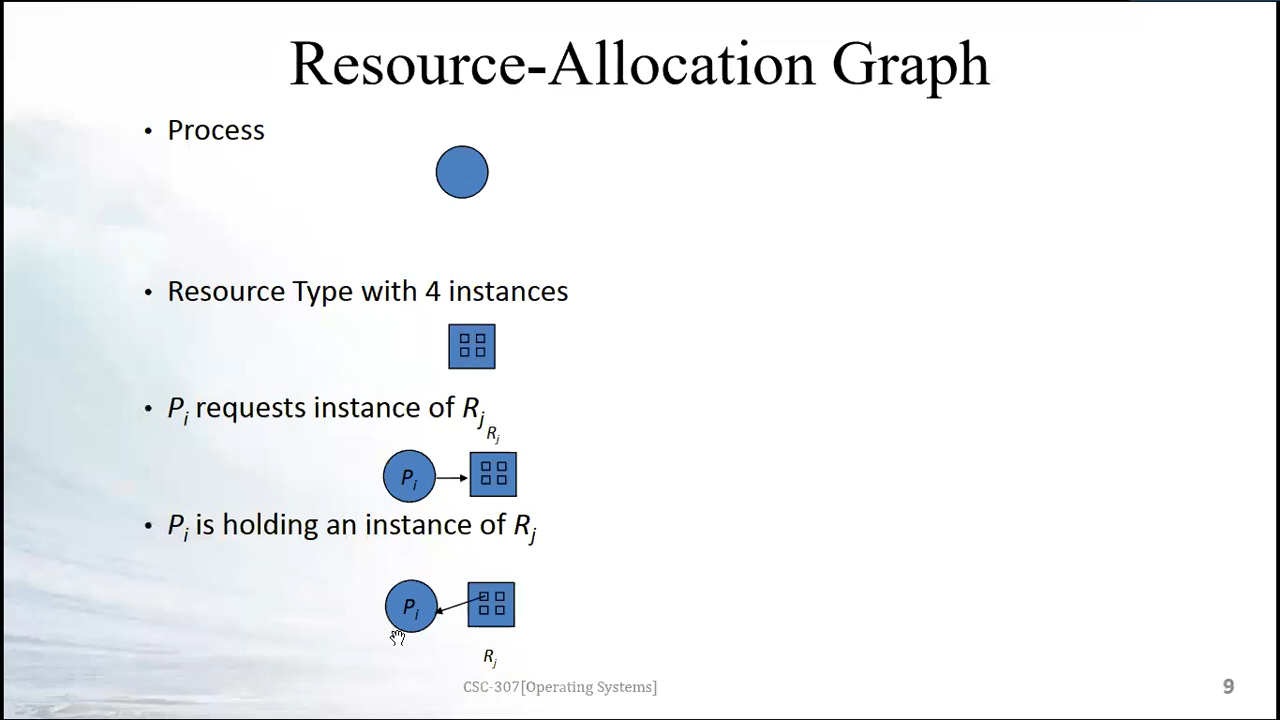 Resource-Allocation Graph
• Process
• Resource Type with 4 instances
• Pi requests instance of Rj
Rj
Pi
• Pi is holding an instance of Rj
Pi
Rj
CSC-307[Operating Systems]
9